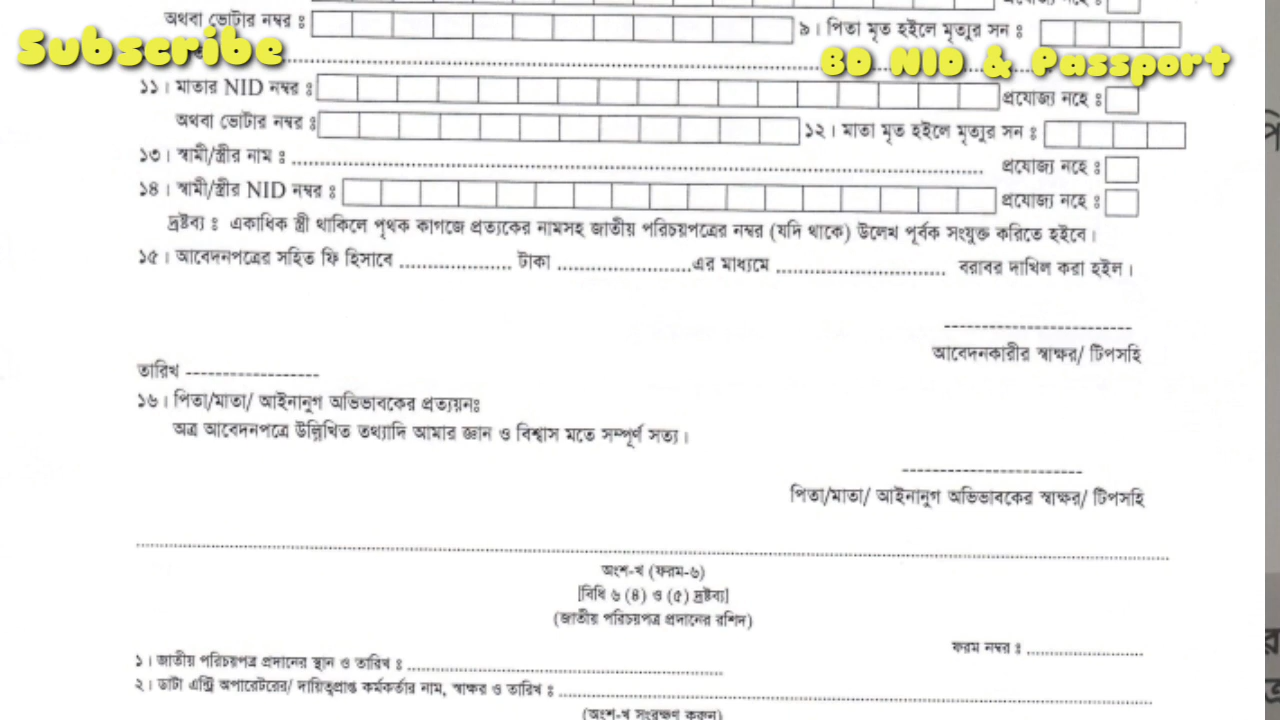 অথবা ভোটার নম্বর ঃ ৯। পিতা মৃত হইলে মৃত্যুর সন ঃ
Subscribe
BD NID & Passport
১১। মাতার NID নম্বর ঃ প্রযোজ্য নহে ঃ
অথবা ভোটার নম্বর ঃ ১২। মাতা মৃত হইলে মৃত্যুর সন ঃ
১৩। স্বামী/স্ত্রীর নাম ঃ প্রযোজ্য নহে ঃ
১৪। স্বামী/স্ত্রীর NID নম্বর ঃ প্রযোজ্য নহে ঃ
দ্রষ্টব্য ঃ একাধিক স্ত্রী থাকিলে পৃথক কাগজে প্রত্যকের নামসহ জাতীয় পরিচয়পত্রের নম্বর (যদি থাকে) উলেখ পূর্বক সংযুক্ত করিতে হইবে।
১৫। আবেদনপত্রের সহিত ফি হিসাবে .................... টাকা ........................এর মাধ্যমে .............................. বরাবর দাখিল করা হইল।
আবেদনকারীর স্বাক্ষর/ টিপসহি
তারিখ -------------------
১৬। পিতা/মাতা/ আইনানুগ অভিভাবকের প্রত্যয়নঃ
অত্র আবেদনপত্রে উল্লিখিত তথ্যাদি আমার জ্ঞান ও বিশ্বাস মতে সম্পূর্ণ সত্য।
পিতা/মাতা/ আইনানুগ অভিভাবকের স্বাক্ষর/ টিপসহি
অংশ-খ (ফরম-৬)
[বিধি ৬ (৪) ও (৫) দ্রষ্টব্য]
(জাতীয় পরিচয়পত্র প্রদানের রশিদ)
ফরম নম্বর ঃ ......................
১। জাতীয় পরিচয়পত্র প্রদানের স্থান ও তারিখ ঃ
২। ডাটা এন্ট্রি অপারেটরের/ দায়িত্বপ্রাপ্ত কর্মকর্তার নাম, স্বাক্ষর ও তারিখ ঃ
(অংশ-খ সংরক্ষণ করুন)